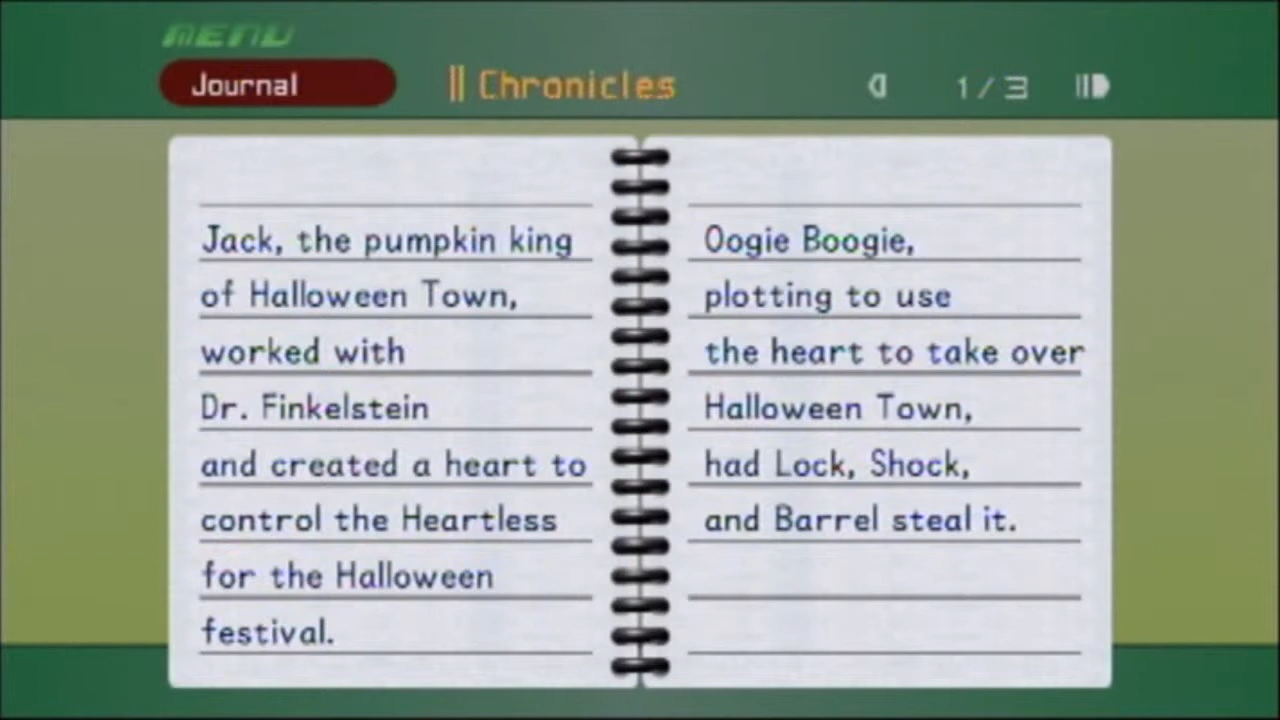 MENU
Journal
Chronicles
1/3
Jack, the pumpkin king
of Halloween Town,
worked with
Dr. Finkelstein
and created a heart to
control the Heartless
for the Halloween
festival.
Oogie Boogie,
plotting to use
the heart to take over
Halloween Town,
had Lock, Shock,
and Barrel steal it.